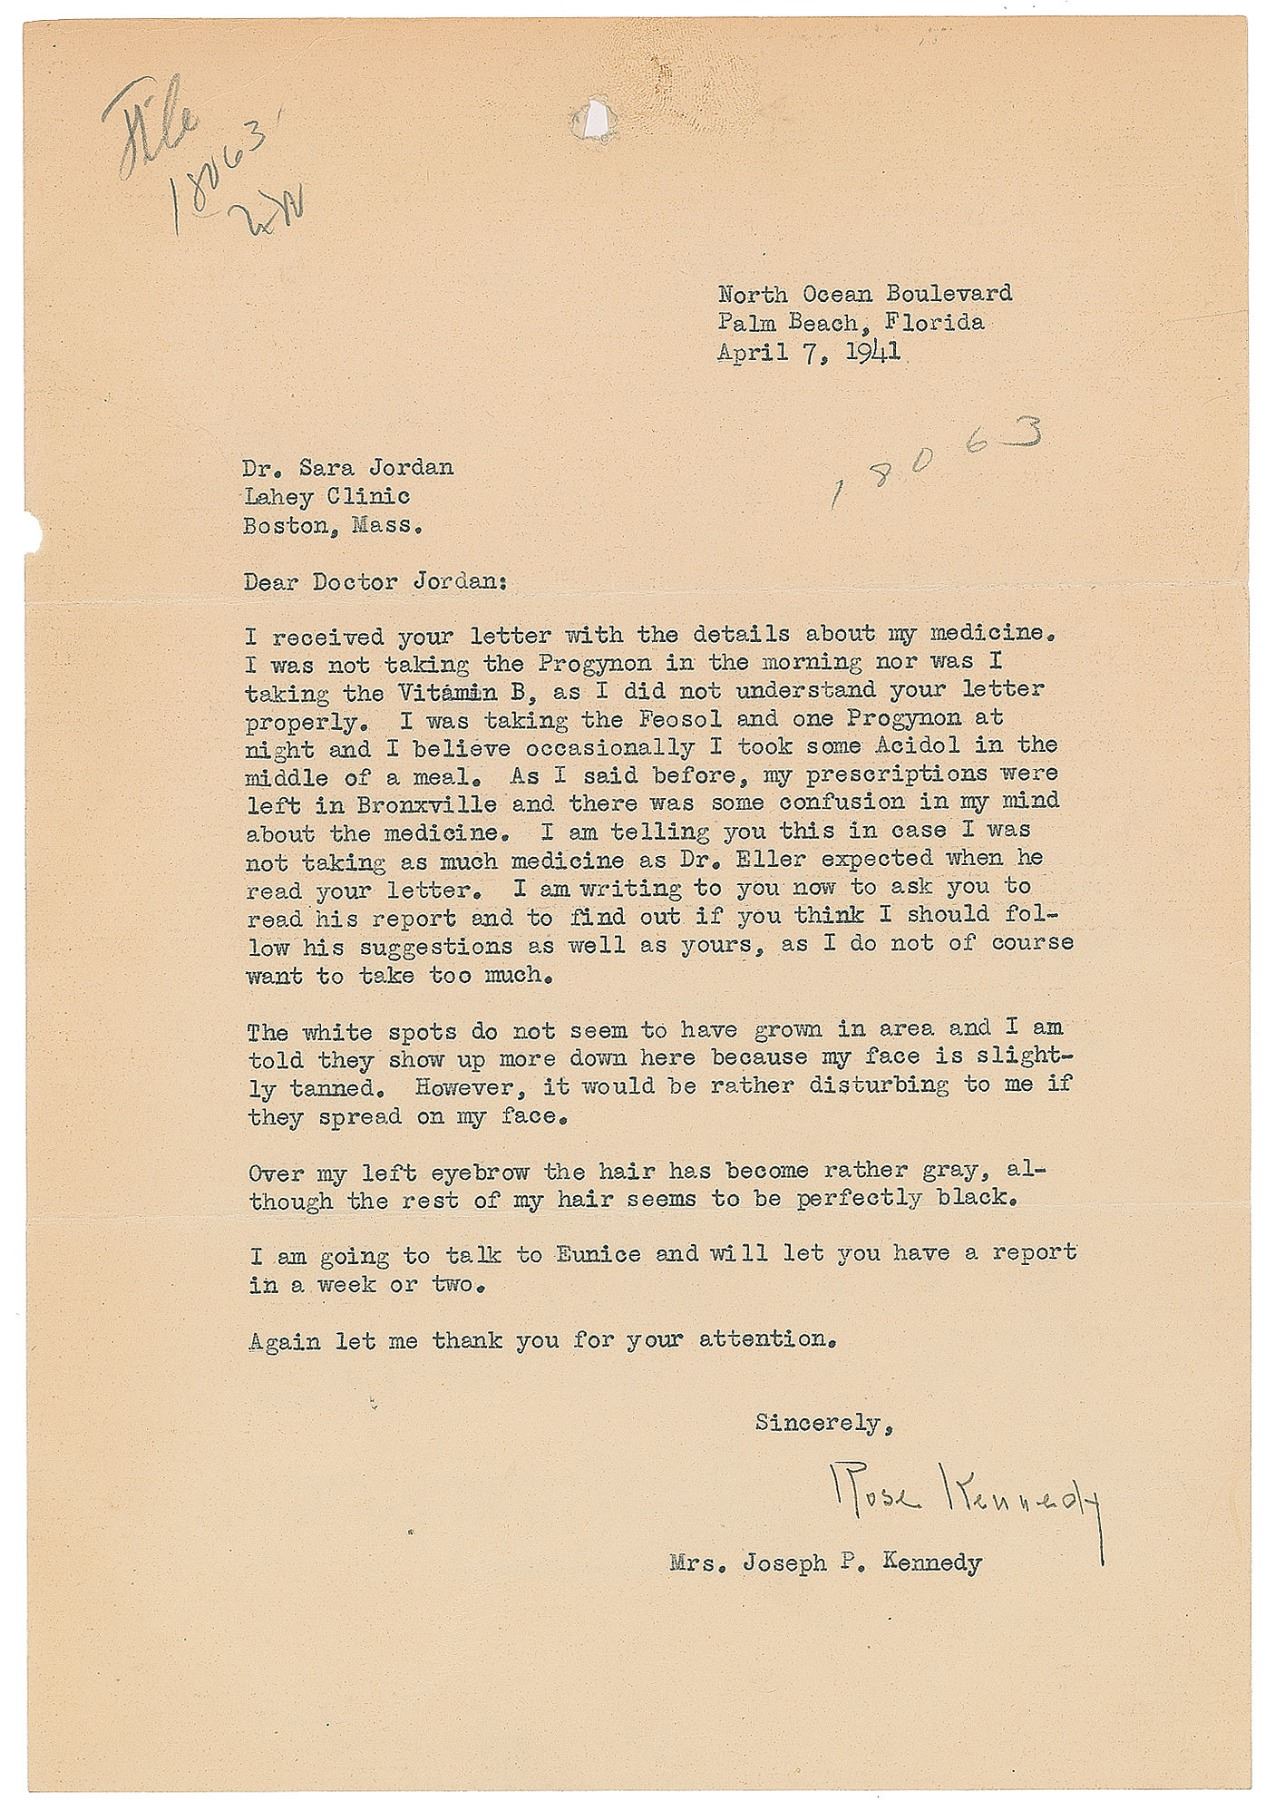 File
18063
North Ocean Boulevard
Palm Beach, Florida
April 7, 1941
18063
Dr. Sara Jordan
Lahey Clinic
Boston, Mass.
Dear Doctor Jordan:
I received your letter with the details about my medicine.
I was not taking the Progynon in the morning nor was I
taking the Vitamin B, as I did not understand your letter
properly. I was taking the Feosol and one Progynon at
night and I believe occasionally I took some Acidol in the
middle of a meal. As I said before, my prescriptions were
left in Bronxville and there was some confusion in my mind
about the medicine. I am telling you this in case I was
not taking as much medicine as Dr. Eller expected when he
read your letter. I am writing to you now to ask you to
read his report and to find out if you think I should fol-
low his suggestions as well as yours, as I do not of course
want to take too much.
The white spots do not seem to have grown in area and I am
told they show up more down here because my face is slight-
ly tanned. However, it would be rather disturbing to me if
they spread on my face.
Over my left eyebrow the hair has become rather gray, al-
though the rest of my hair seems to be perfectly black.
I am going to talk to Eunice and will let you have a report
in a week or two.
Again let me thank you for your attention.
Sincerely,
Rose Kennedy
Mrs. Joseph P. Kennedy